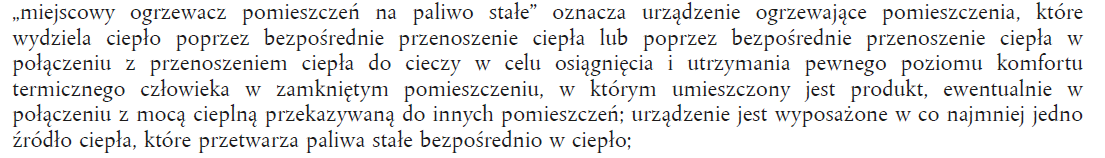 „miejscowy ogrzewacz pomieszczeń na paliwo stałe” oznacza urządzenie ogrzewające pomieszczenia, które
wydziela ciepło poprzez bezpośrednie przenoszenie ciepła lub poprzez bezpośrednie przenoszenie ciepła w
połączeniu z przenoszeniem ciepła do cieczy w celu osiągnięcia i utrzymania pewnego poziomu komfortu
termicznego człowieka w zamkniętym pomieszczeniu, w którym umieszczony jest produkt, ewentualnie w
połączeniu z mocą cieplną przekazywaną do innych pomieszczeń; urządzenie jest wyposażone w co najmniej jedno
źródło ciepła, które przetwarza paliwa stałe bezpośrednio w ciepło;